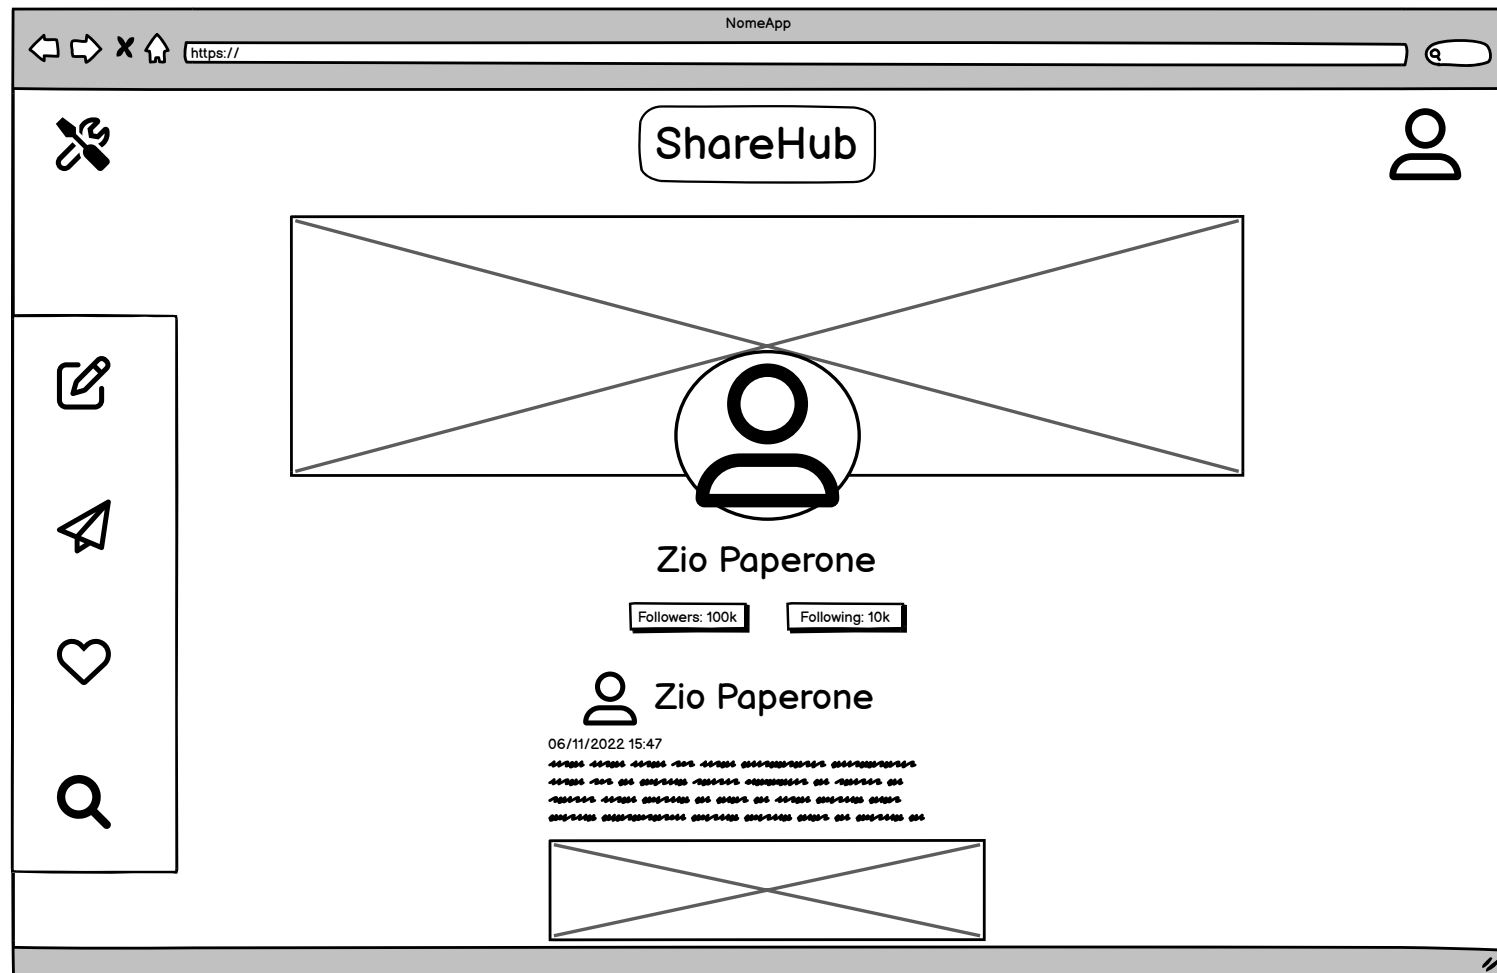 NomeApp
https://
ShareHub
Zio Paperone
Followers: 100k
Following: 10k
Zio Paperone
06/11/2022 15:47